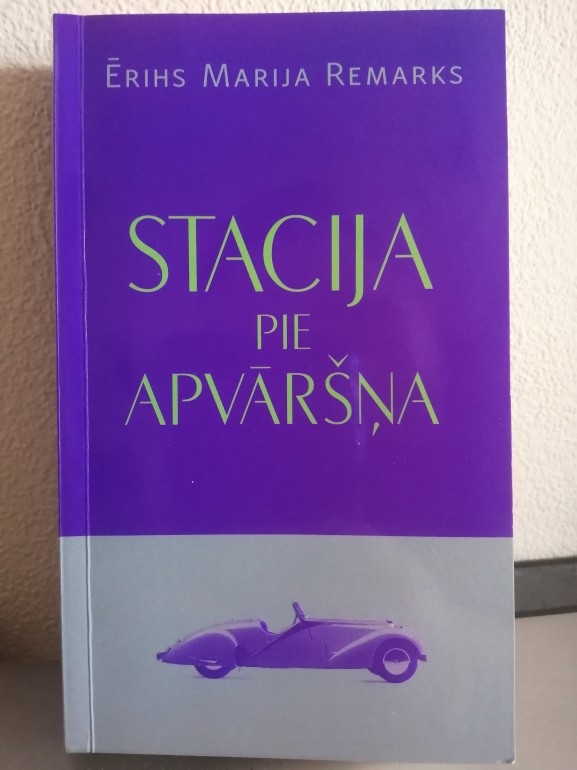 Ērihs Marija Remarks
STACIJA
PIE
APVĀRŠŅA